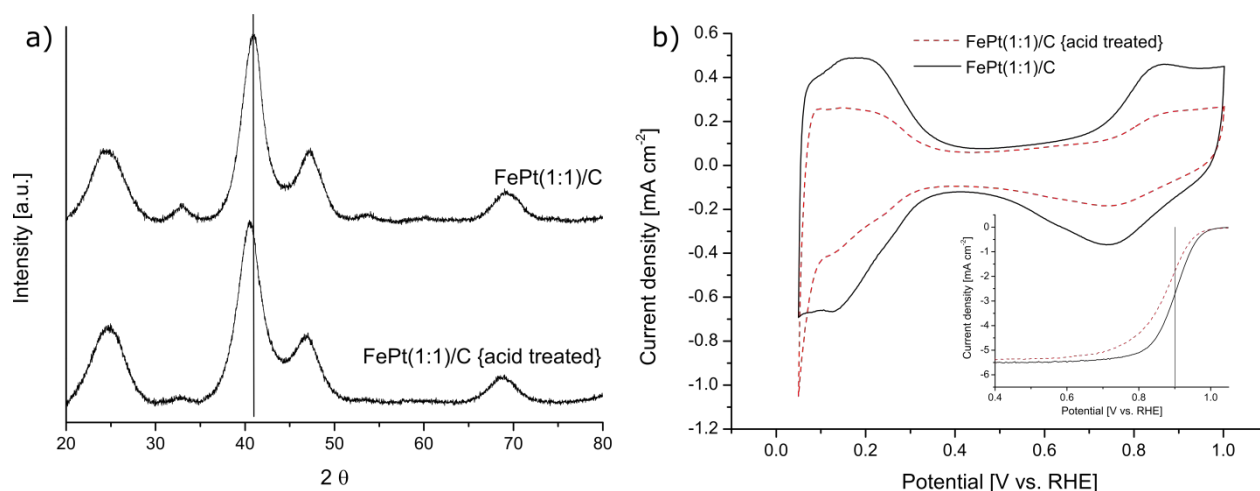 a)
Intensity [a.u.]
FePt(1:1)/C
FePt(1:1)/C {acid treated}
20 30 40 50 60 70 80
2 θ
b)
FePt(1:1)/C {acid treated}
FePt(1:1)/C
Current density [mA cm⁻²]
0.6
0.4
0.2
0.0
-0.2
-0.4
-0.6
-0.8
-1.0
-1.2
0.0 0.2 0.4 0.6 0.8 1.0
Potential [V vs. RHE]
Current density [mA cm⁻²]
0
-1
-2
-3
-4
-5
-6
0.4 0.6 0.8 1.0
Potential [V vs. RHE]